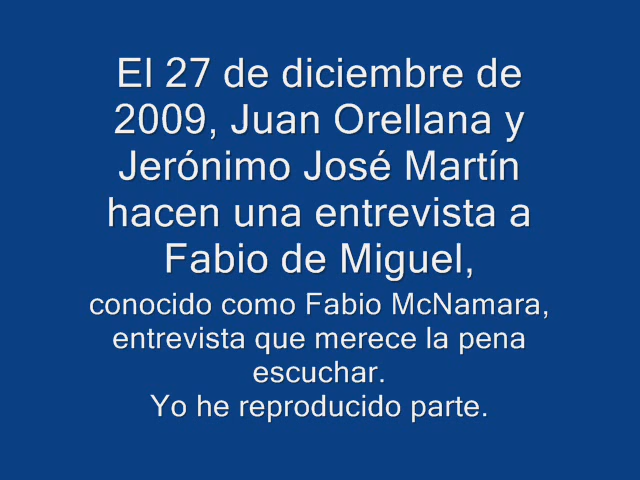 El 27 de diciembre de
2009, Juan Orellana y
Jerónimo José Martín
hacen una entrevista a
Fabio de Miguel,
conocido como Fabio McNamara,
entrevista que merece la pena
escuchar.
Yo he reproducido parte.